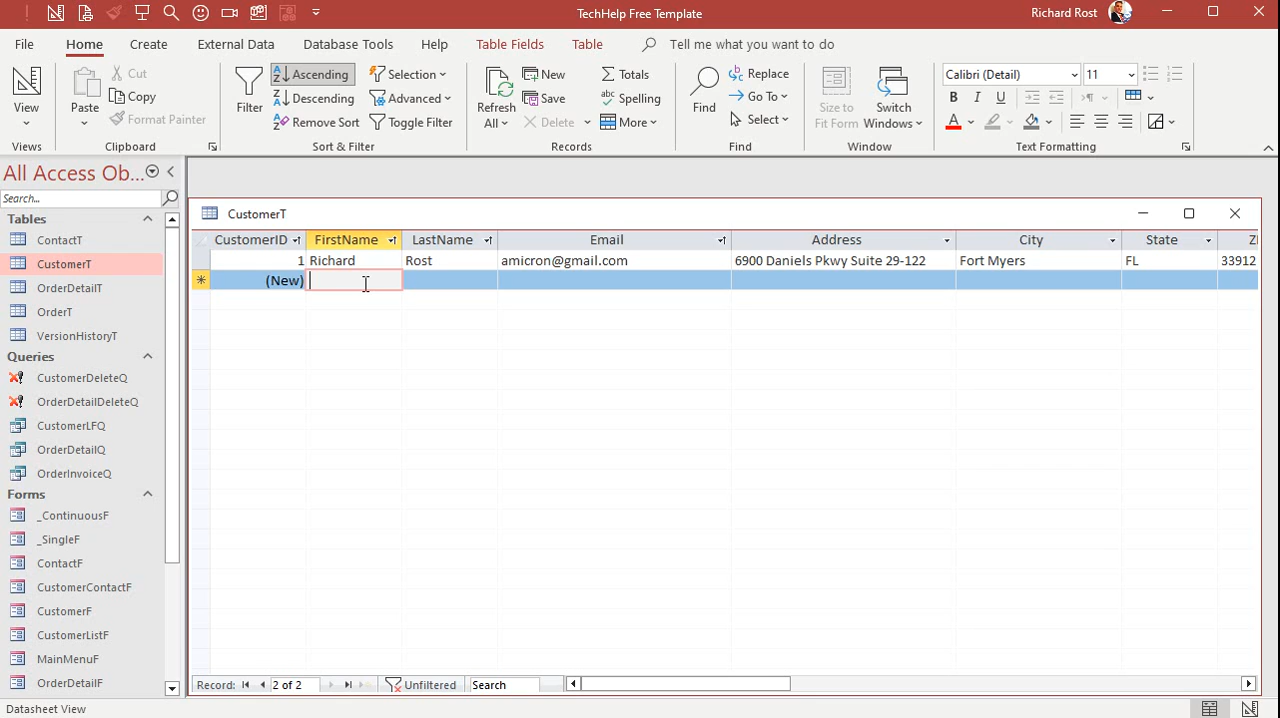 TechHelp Free Template
Richard Rost
File Home Create External Data Database Tools Help Table Fields Table Tell me what you want to do
View
Views
Paste
Cut
Copy
Format Painter
Clipboard
Filter
Ascending
Descending
Remove Sort
Selection
Advanced
Toggle Filter
Sort & Filter
Refresh
All
New
Save
Delete
Totals
Spelling
More
Records
Find
Replace
Go To
Select
Find
Size to
Fit Form
Switch
Windows
Window
Calibri (Detail) 11
B I U
A
Text Formatting
All Access Ob...
Search...
Tables
ContactT
CustomerT
OrderDetailT
OrderT
VersionHistoryT
Queries
CustomerDeleteQ
OrderDetailDeleteQ
CustomerLFQ
OrderDetailQ
OrderInvoiceQ
Forms
_ContinuousF
_SingleF
ContactF
CustomerContactF
CustomerF
CustomerListF
MainMenuF
OrderDetailF
CustomerT
CustomerID FirstName LastName Email Address City State ZI
1 Richard Rost amicron@gmail.com 6900 Daniels Pkwy Suite 29-122 Fort Myers FL 33912
(New)
Record: 2 of 2 Unfiltered Search
Datasheet View